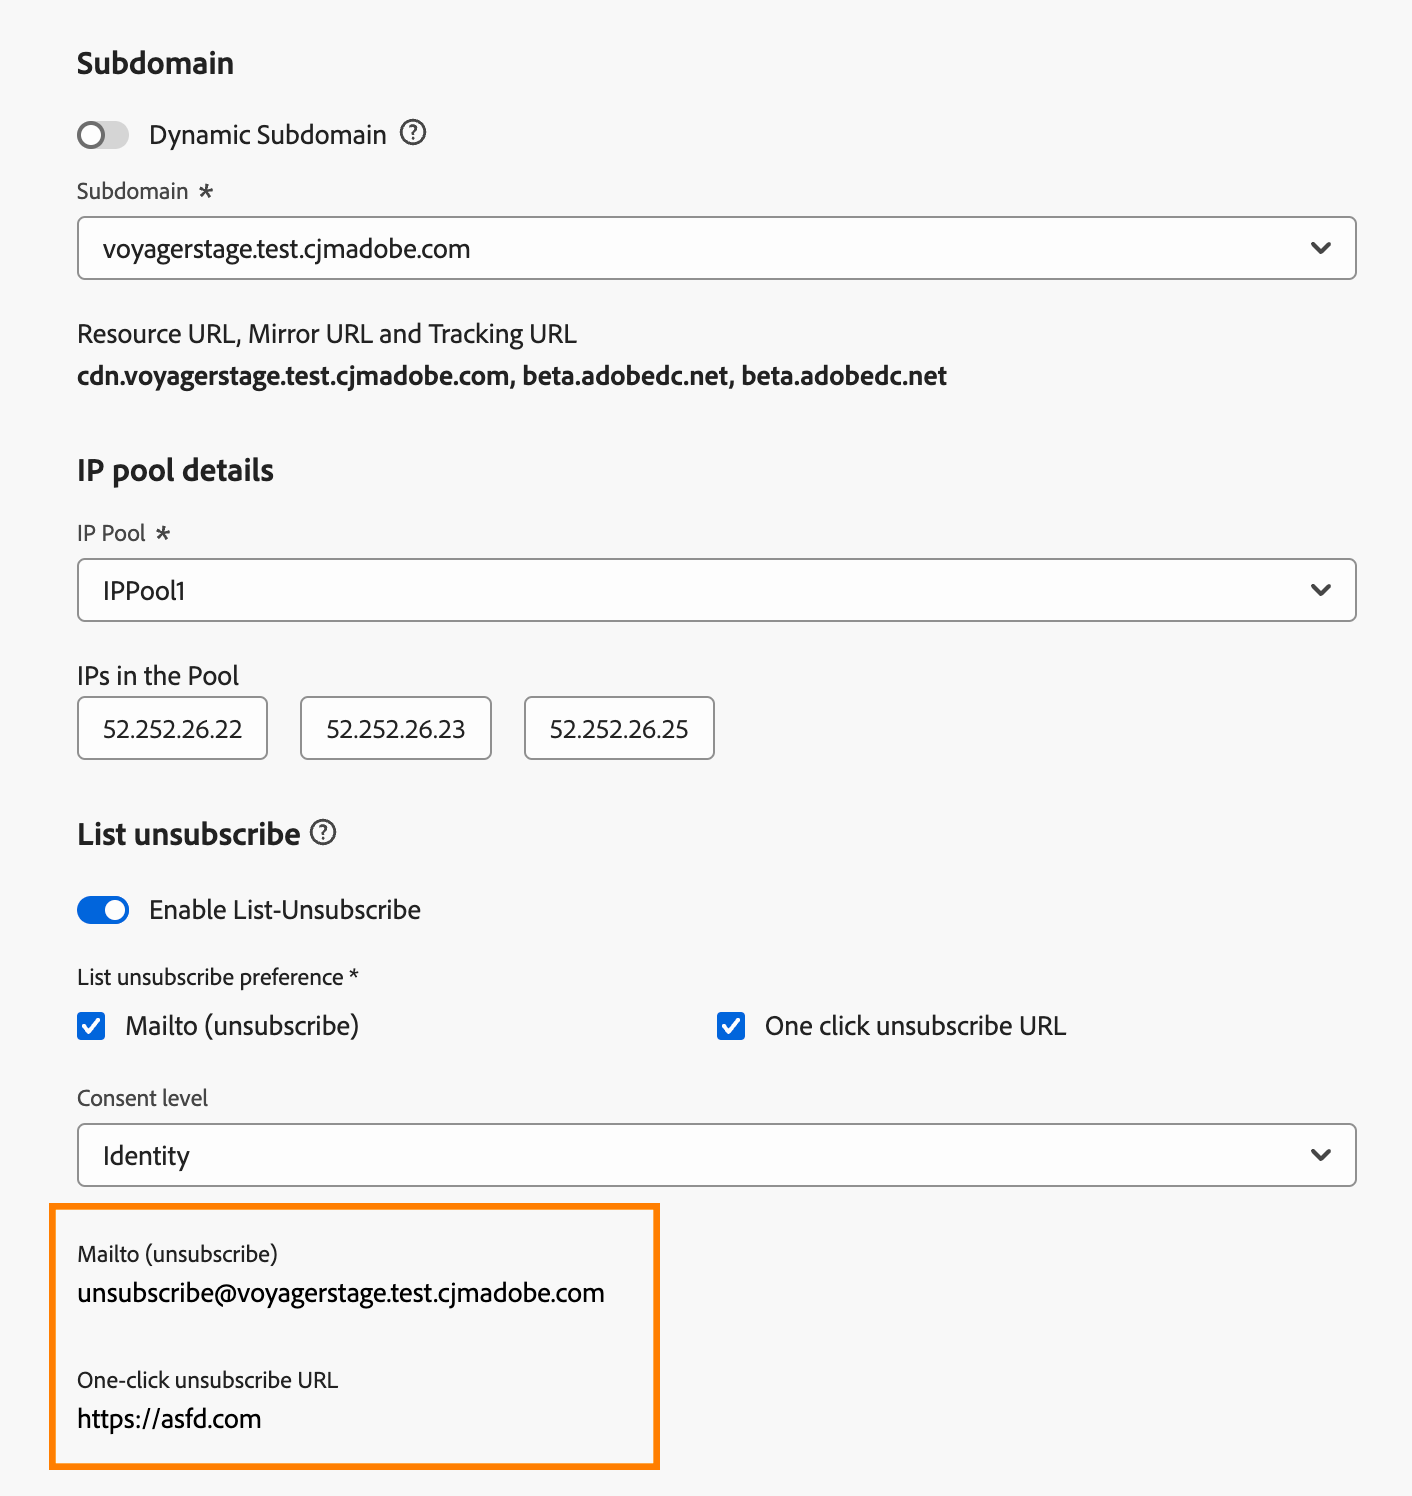 Subdomain
Dynamic Subdomain ?
Subdomain *
voyagerstage.test.cjmadobe.com
Resource URL, Mirror URL and Tracking URL
cdn.voyagerstage.test.cjmadobe.com, beta.adobedc.net, beta.adobedc.net
IP pool details
IP Pool *
IPPool1
IPs in the Pool
52.252.26.22 52.252.26.23 52.252.26.25
List unsubscribe ?
Enable List-Unsubscribe
List unsubscribe preference *
Mailto (unsubscribe) One click unsubscribe URL
Consent level
Identity
Mailto (unsubscribe)
unsubscribe@voyagerstage.test.cjmadobe.com
One-click unsubscribe URL
https://asfd.com